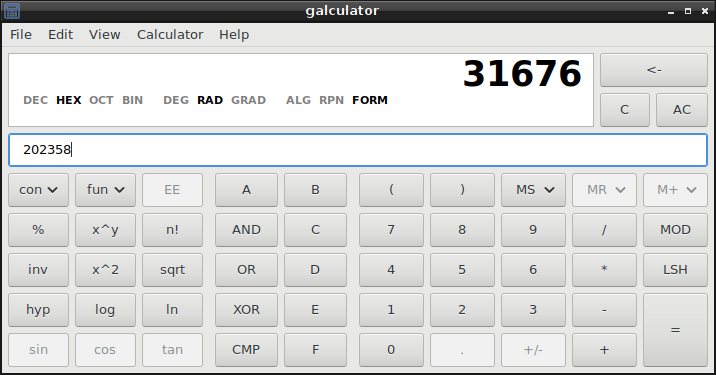 galculator
File Edit View Calculator Help
31676
DEC HEX OCT BIN DEG RAD GRAD ALG RPN FORM
<-
C AC
202358
con fun EE A B ( ) MS MR M+
% x^y n! AND C 7 8 9 / MOD
inv x^2 sqrt OR D 4 5 6 * LSH
hyp log ln XOR E 1 2 3 - =
sin cos tan CMP F 0 . +/- +